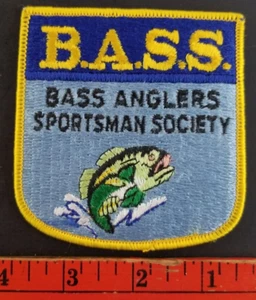 B.A.S.S.
BASS ANGLERS
SPORTSMAN SOCIETY
4 3 2 1